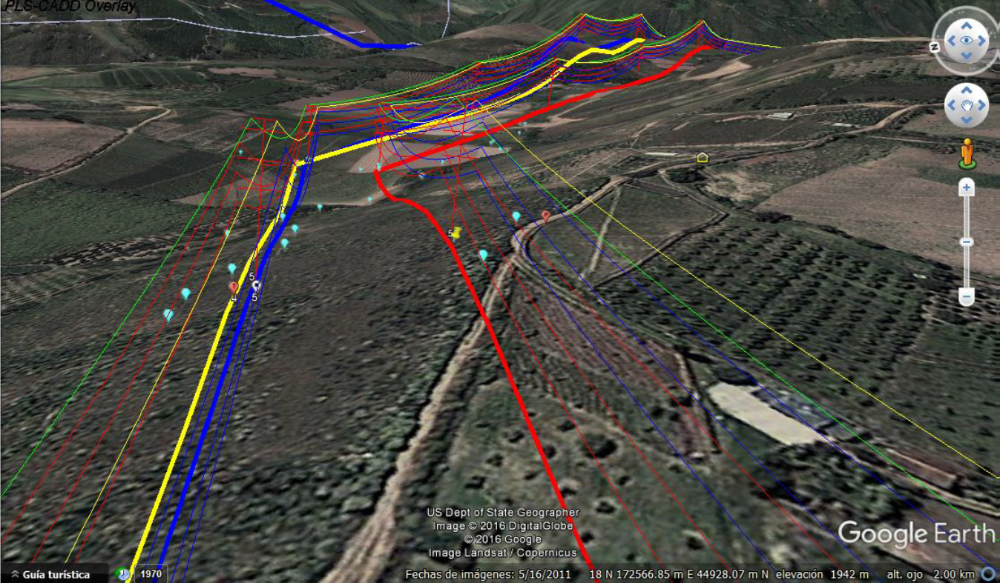 PLS-CADD Overlay
N
5
5
4
5
US Dept of State Geographer
Image © 2016 DigitalGlobe
© 2016 Google
Image Landsat / Copernicus
Google Earth
Guía turística
1970
Fechas de imágenes: 5/16/2011 18 N 172566.85 m E 44928.07 m N elevación 1942 m alt. ojo 2.00 km